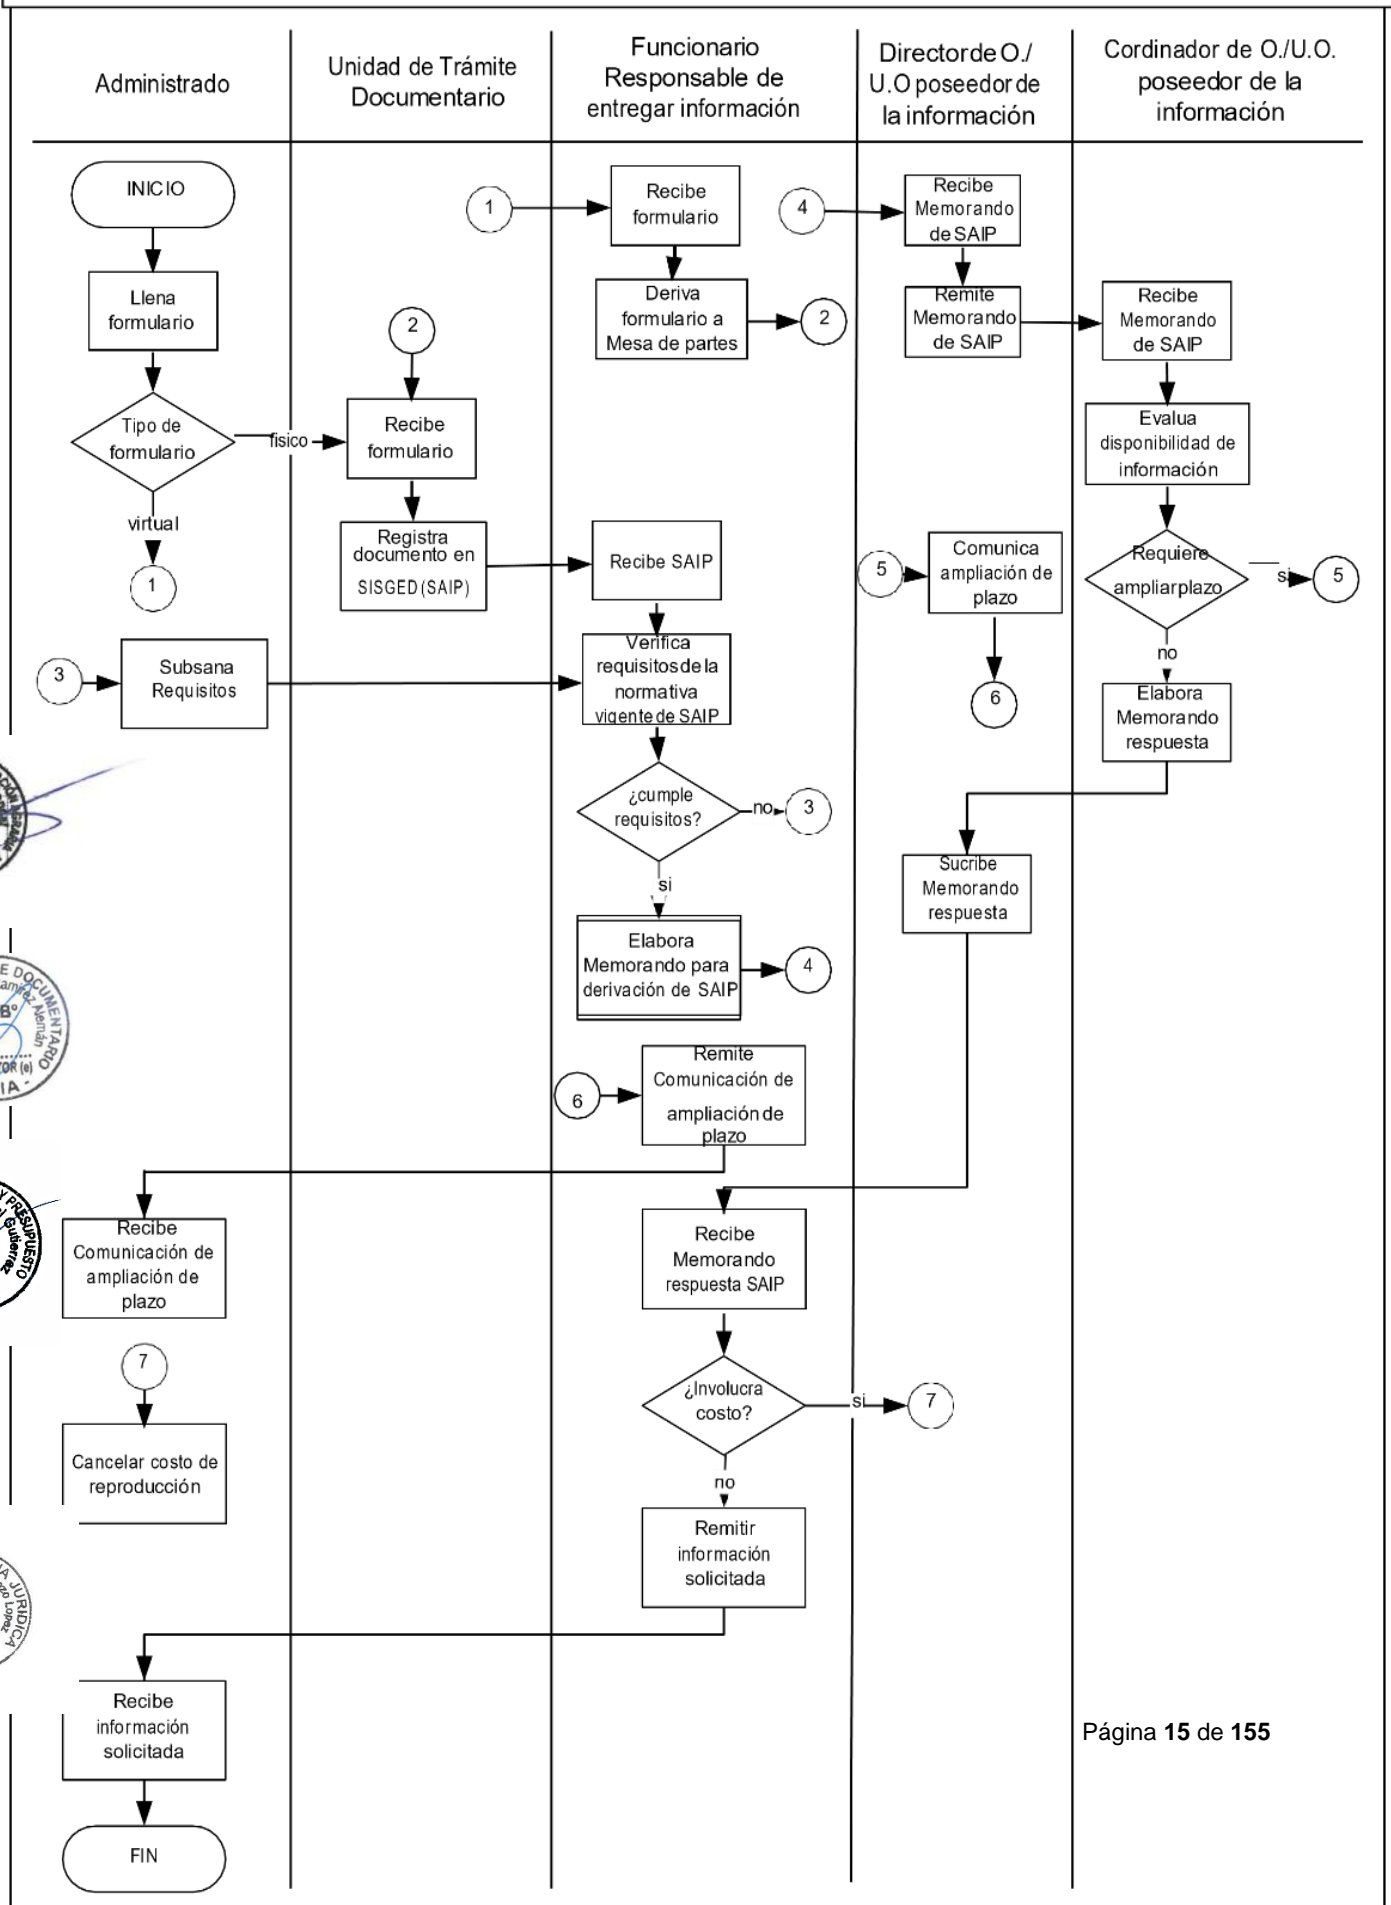 Administrado
Unidad de Trámite
Documentario
Funcionario
Responsable de
entregar información
Director de O./
U.O poseedor de
la información
Cordinador de O./U.O.
poseedor de la
información
INICIO
Llena
formulario
Tipo de
formulario
fisico
virtual
1
3
Subsana
Requisitos
2
Recibe
formulario
Registra
documento en
SISGED (SAIP)
1
Recibe
formulario
Deriva
formulario a
Mesa de partes
2
Recibe SAIP
Verifica
requisitos de la
normativa
vigente de SAIP
¿cumple
requisitos?
no
3
si
Elabora
Memorando para
derivación de SAIP
4
4
Recibe
Memorando
de SAIP
Remite
Memorando
de SAIP
Recibe
Memorando
de SAIP
Evalua
disponibilidad de
información
Requiere
ampliar plazo
si
5
no
Elabora
Memorando
respuesta
5
Comunica
ampliación de
plazo
6
Sucribe
Memorando
respuesta
6
Remite
Comunicación de
ampliación de
plazo
Recibe
Comunicación de
ampliación de
plazo
Recibe
Memorando
respuesta SAIP
¿Involucra
costo?
si
7
no
7
Cancelar costo de
reproducción
Remitir
información
solicitada
Recibe
información
solicitada
FIN
Página 15 de 155
E DOCUMENTARIO
Alemán
B°
Y PRESUPUESTO
Gutierrez
JURIDICA
Lopez